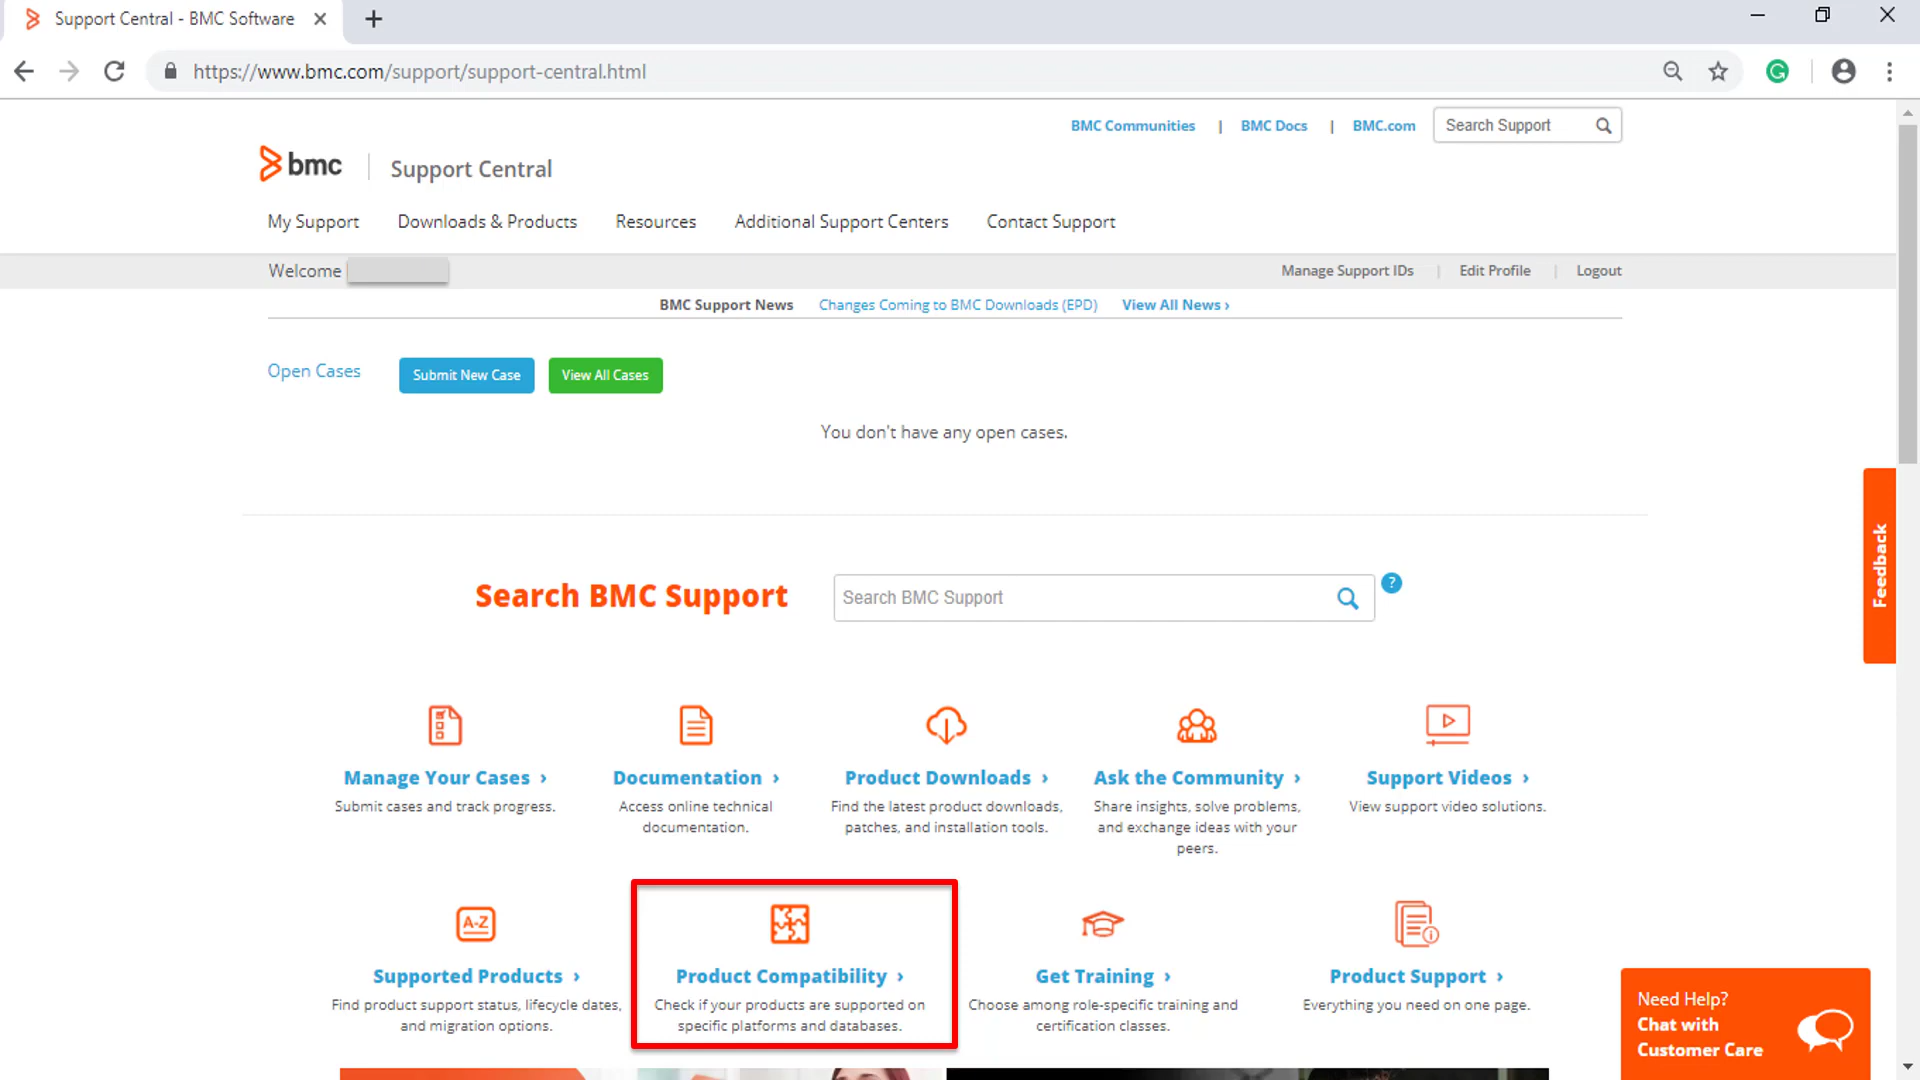 Support Central - BMC Software
https://www.bmc.com/support/support-central.html
BMC Communities | BMC Docs | BMC.com Search Support
bmc Support Central
My Support Downloads & Products Resources Additional Support Centers Contact Support
Welcome Manage Support IDs | Edit Profile | Logout
BMC Support News Changes Coming to BMC Downloads (EPD) View All News ›
Open Cases Submit New Case View All Cases
You don't have any open cases.
Feedback
Search BMC Support Search BMC Support ?
Manage Your Cases › Documentation › Product Downloads › Ask the Community › Support Videos ›
Submit cases and track progress. Access online technical Find the latest product downloads, Share insights, solve problems, View support video solutions.
documentation. patches, and installation tools. and exchange ideas with your
peers.
A-Z
Supported Products › Product Compatibility › Get Training › Product Support ›
Find product support status, lifecycle dates, Check if your products are supported on Choose among role-specific training and Everything you need on one page.
and migration options. specific platforms and databases. certification classes.
Need Help?
Chat with
Customer Care